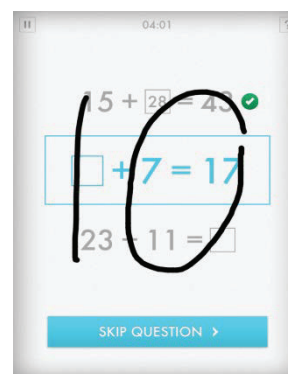 04:01
15 + 28 = 43
+ 7 = 17
23 - 11 =
10
SKIP QUESTION >